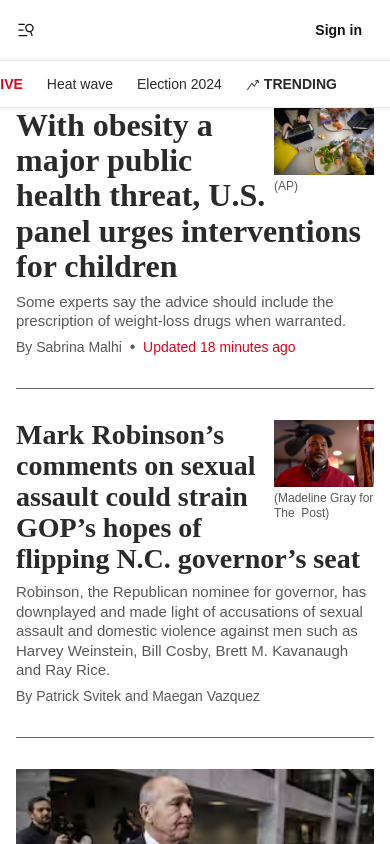 Sign in
IVE Heat wave Election 2024 TRENDING
With obesity a
major public
health threat, U.S.
panel urges interventions
for children
(AP)
Some experts say the advice should include the
prescription of weight-loss drugs when warranted.
By Sabrina Malhi • Updated 18 minutes ago
Mark Robinson’s
comments on sexual
assault could strain
GOP’s hopes of
flipping N.C. governor’s seat
(Madeline Gray for
The Post)
Robinson, the Republican nominee for governor, has
downplayed and made light of accusations of sexual
assault and domestic violence against men such as
Harvey Weinstein, Bill Cosby, Brett M. Kavanaugh
and Ray Rice.
By Patrick Svitek and Maegan Vazquez